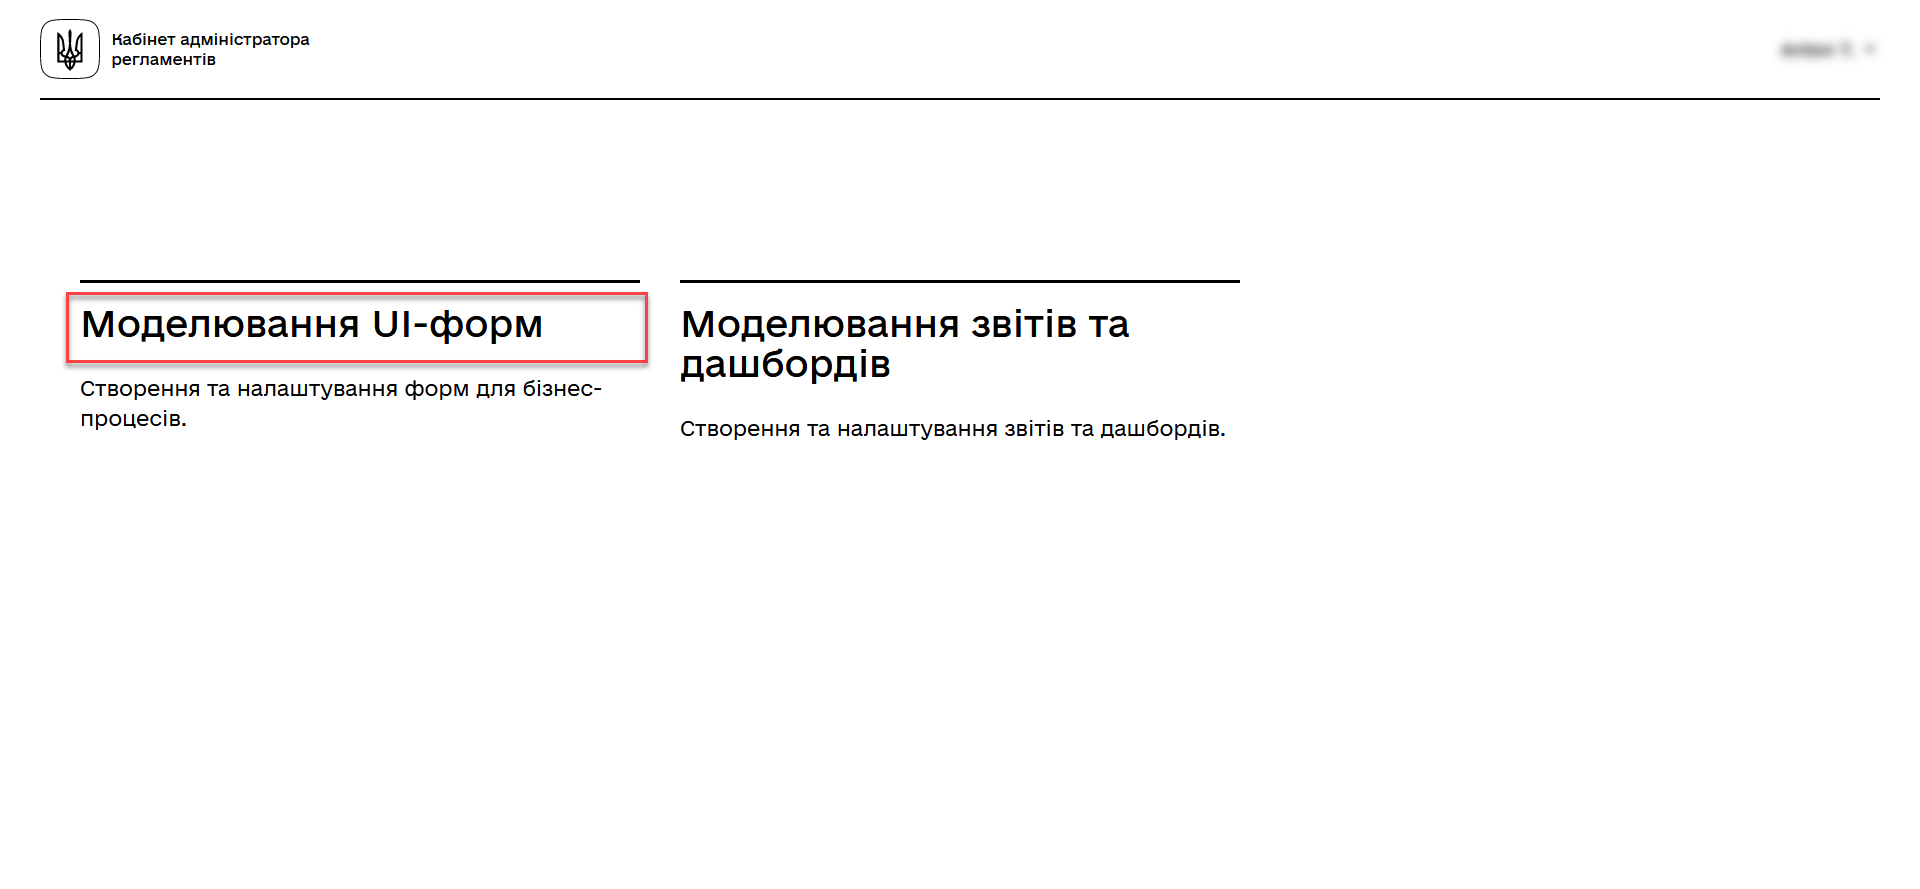 Кабінет адміністратора
регламентів
Моделювання UI-форм
Створення та налаштування форм для бізнес-
процесів.
Моделювання звітів та
дашбордів
Створення та налаштування звітів та дашбордів.